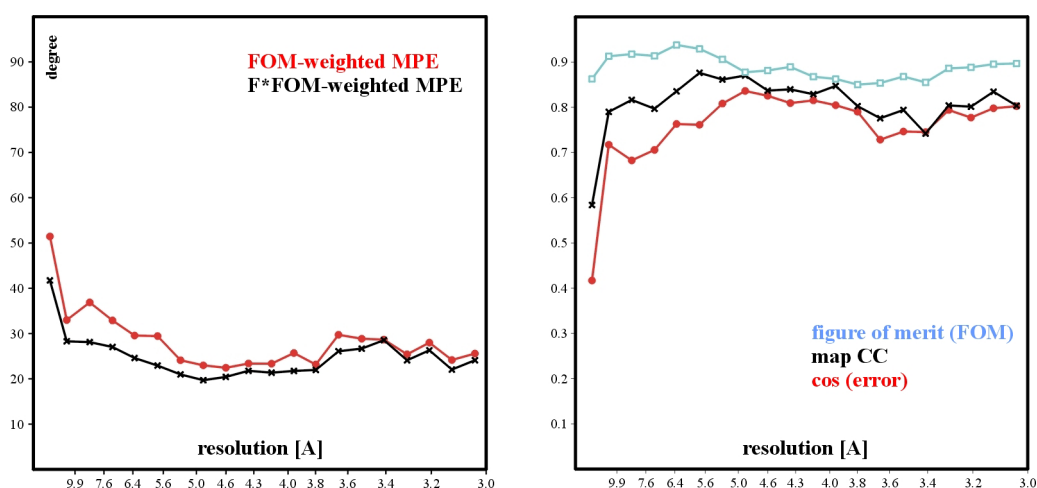 degree
FOM-weighted MPE
F*FOM-weighted MPE
90
80
70
60
50
40
30
20
10
resolution [A]
9.9 7.6 6.4 5.6 5.0 4.6 4.3 4.0 3.8 3.6 3.4 3.2 3.0
0.9
0.8
0.7
0.6
0.5
0.4
0.3
0.2
0.1
figure of merit (FOM)
map CC
cos (error)
resolution [A]
9.9 7.6 6.4 5.6 5.0 4.6 4.3 4.0 3.8 3.6 3.4 3.2 3.0